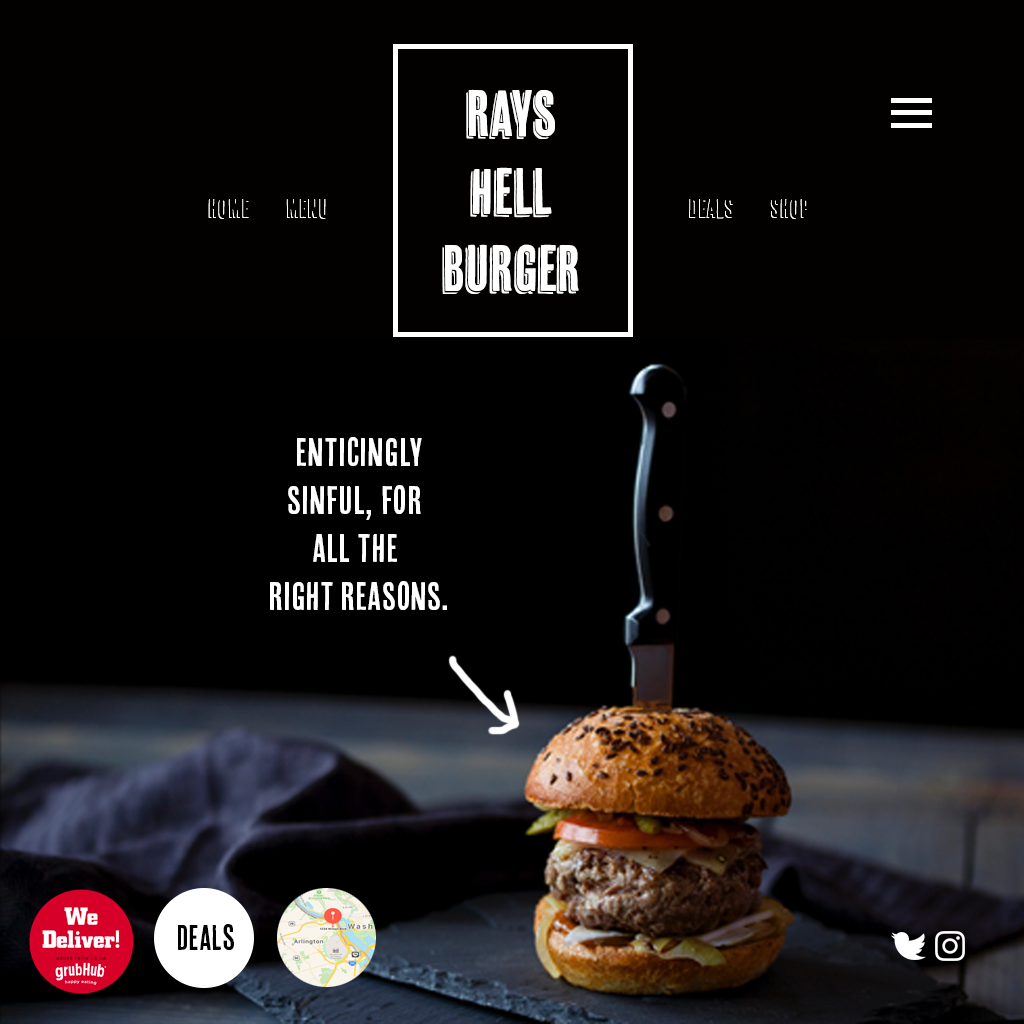 RAYS
HELL
BURGER
HOME MENU
DEALS SHOP
ENTICINGLY
SINFUL, FOR
ALL THE
RIGHT REASONS.
We
Deliver!
grubHub
happy eating
DEALS
Wash
Arlington